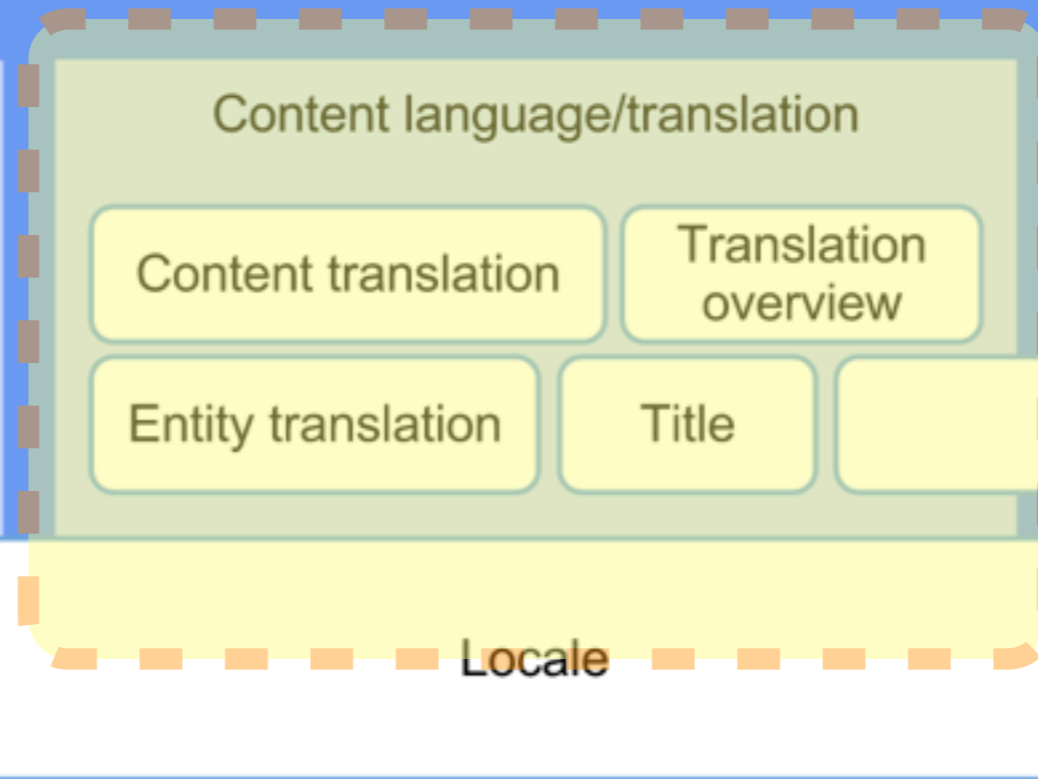 Content language/translation
Content translation
Translation
overview
Entity translation
Title
Locale